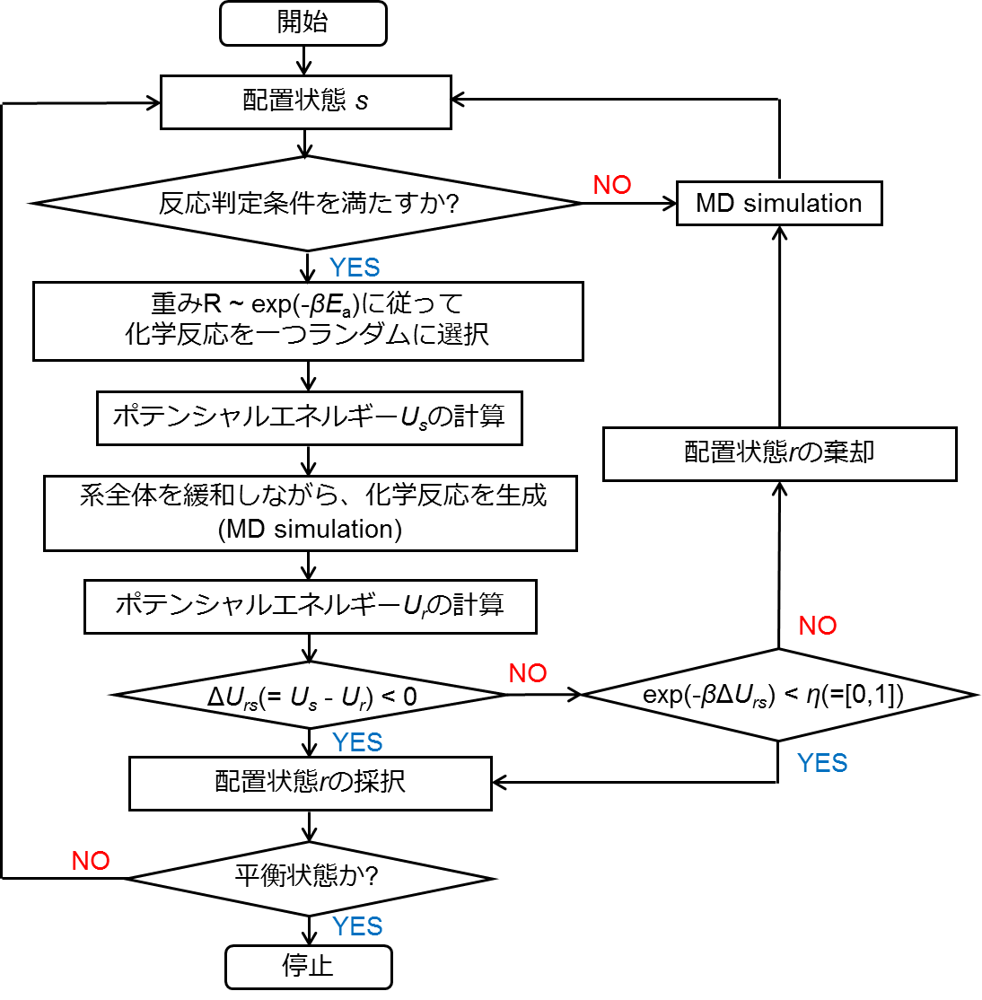 開始
配置状態 s
反応判定条件を満たすか?
NO
MD simulation
YES
重みR ~ exp(-βEa)に従って
化学反応を一つランダムに選択
ポテンシャルエネルギーUsの計算
配置状態rの棄却
系全体を緩和しながら、化学反応を生成
(MD simulation)
ポテンシャルエネルギーUrの計算
NO
NO
ΔUrs(= Us - Ur) < 0
exp(-βΔUrs) < η(=[0,1])
YES
YES
配置状態rの採択
NO
平衡状態か?
YES
停止